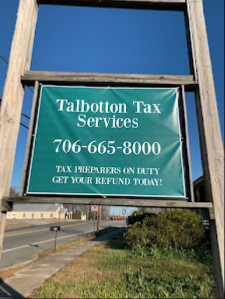 Talbotton Tax
Services
706-665-8000
TAX PREPARERS ON DUTY
GET YOUR REFUND TODAY!